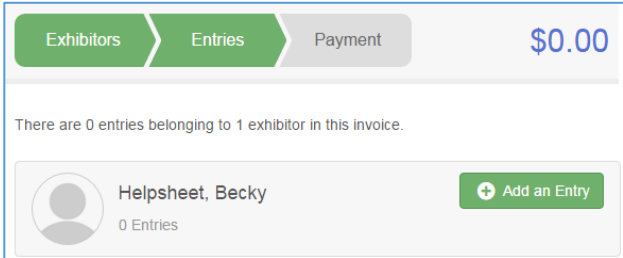 Exhibitors Entries Payment $0.00
There are 0 entries belonging to 1 exhibitor in this invoice.
Helpsheet, Becky
Add an Entry
0 Entries